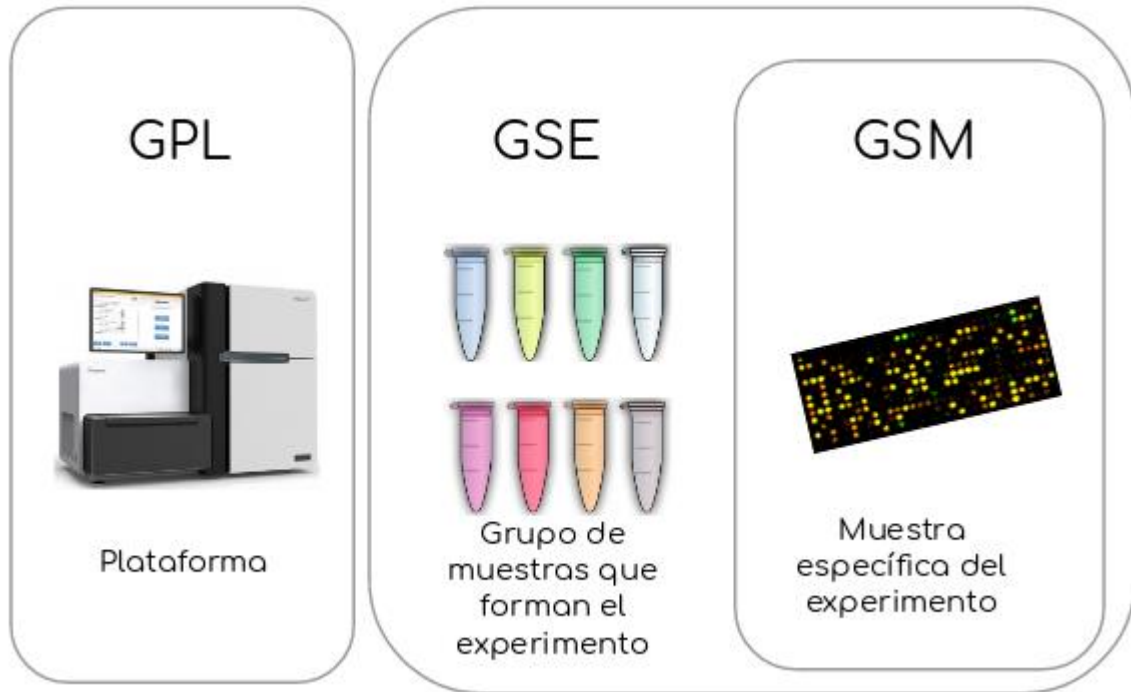 GPL
Plataforma
GSE
Grupo de
muestras que
forman el
experimento
GSM
Muestra
específica del
experimento